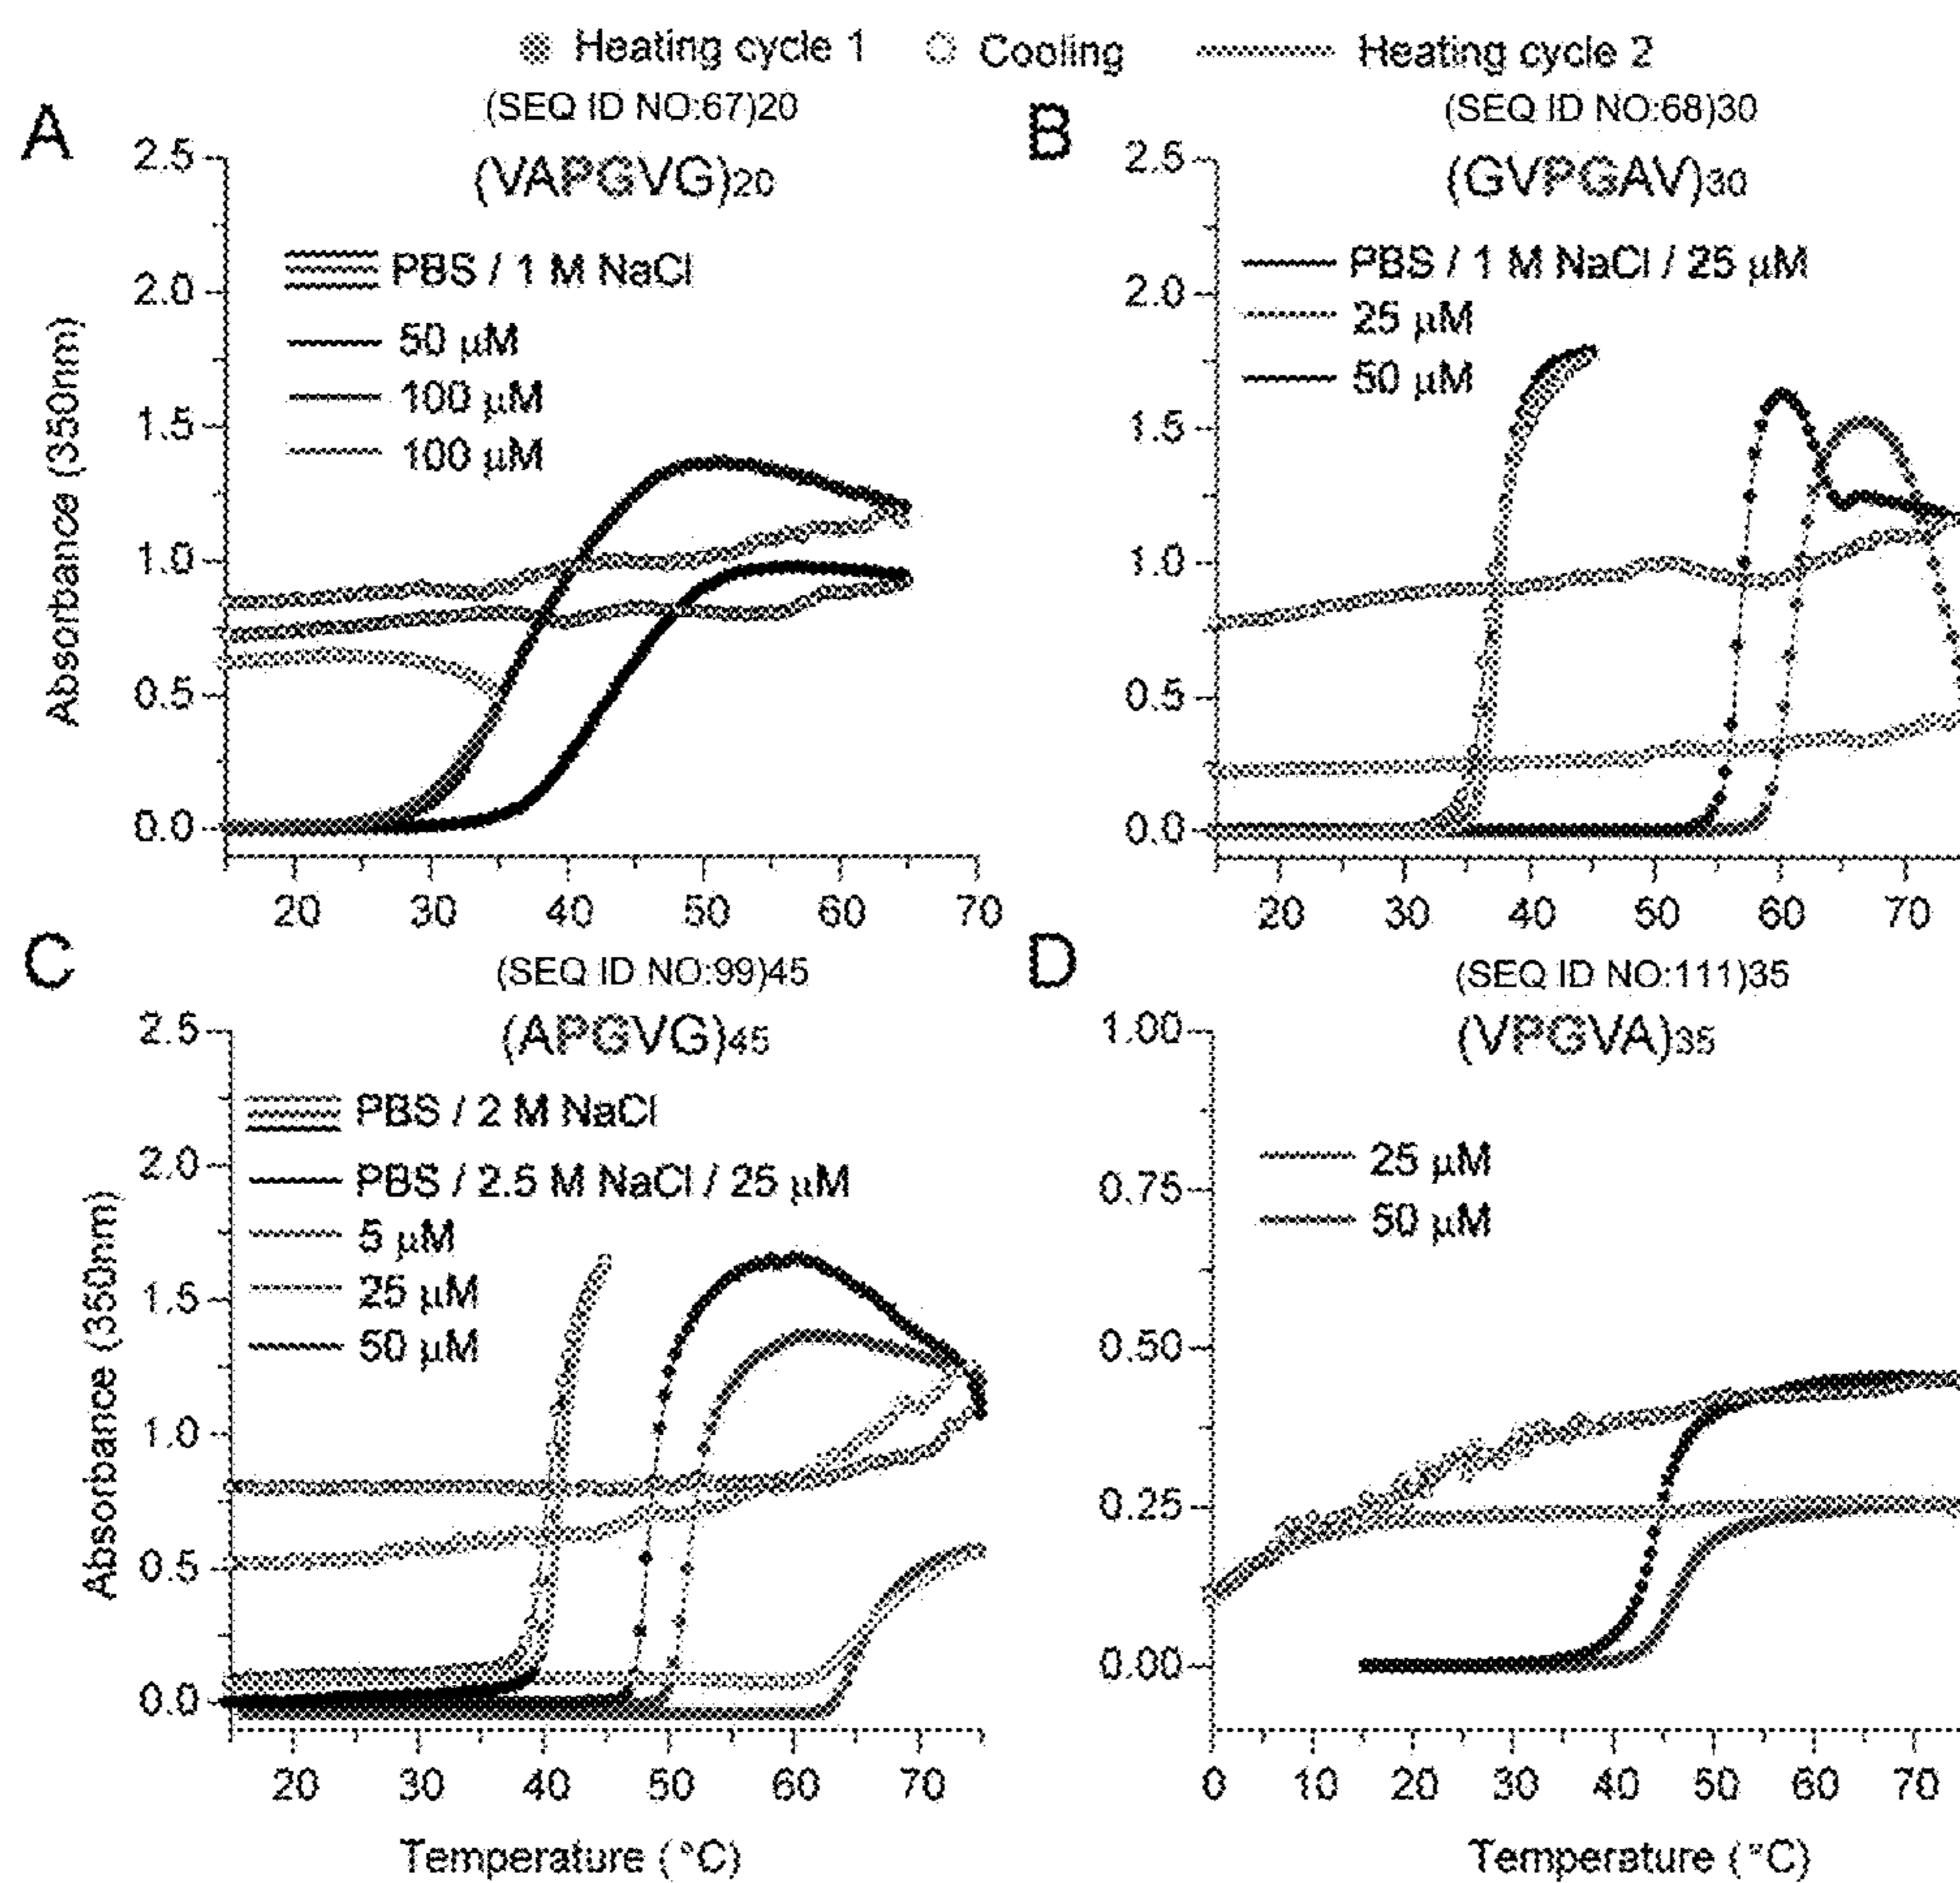 Heating cycle 1 Cooling Heating cycle 2
A (SEQ ID NO:67)20
(VAPGVG)20
PBS / 1 M NaCl
50 µM
100 µM
100 µM
2.5
2.0
1.5
1.0
0.5
0.0
Absorbance (350nm)
20 30 40 50 60 70
B (SEQ ID NO:68)30
(GVPGAV)30
PBS / 1 M NaCl / 25 µM
25 µM
50 µM
2.5
2.0
1.5
1.0
0.5
0.0
20 30 40 50 60 70
C (SEQ ID NO:99)45
(APGVG)45
PBS / 2 M NaCl
PBS / 2.5 M NaCl / 25 µM
5 µM
25 µM
50 µM
2.5
2.0
1.5
1.0
0.5
0.0
Absorbance (350nm)
20 30 40 50 60 70
Temperature (°C)
D (SEQ ID NO:111)35
(VPGVA)35
25 µM
50 µM
1.00
0.75
0.50
0.25
0.00
0 10 20 30 40 50 60 70
Temperature (°C)